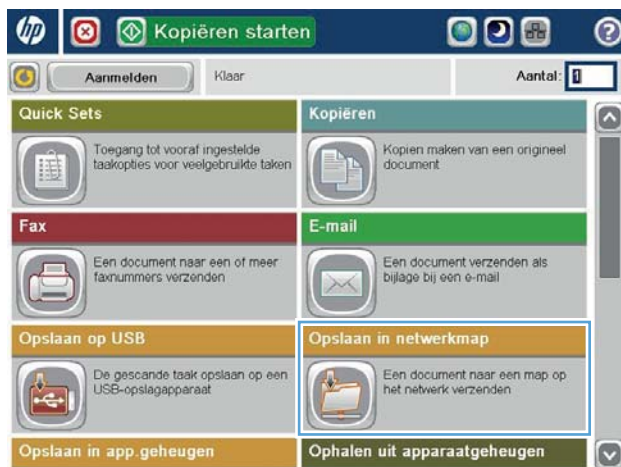 hp
Kopiëren starten
?
Aanmelden
Klaar
Aantal: 1
Quick Sets
Toegang tot vooraf ingestelde
taakopties voor veelgebruikte taken
Kopiëren
Kopien maken van een origineel
document
Fax
Een document naar een of meer
faxnummers verzenden
E-mail
Een document verzenden als
bijlage bij een e-mail
Opslaan op USB
De gescande taak opslaan op een
USB-opslagapparaat
Opslaan in netwerkmap
Een document naar een map op
het netwerk verzenden
Opslaan in app.geheugen
Ophalen uit apparaatgeheugen